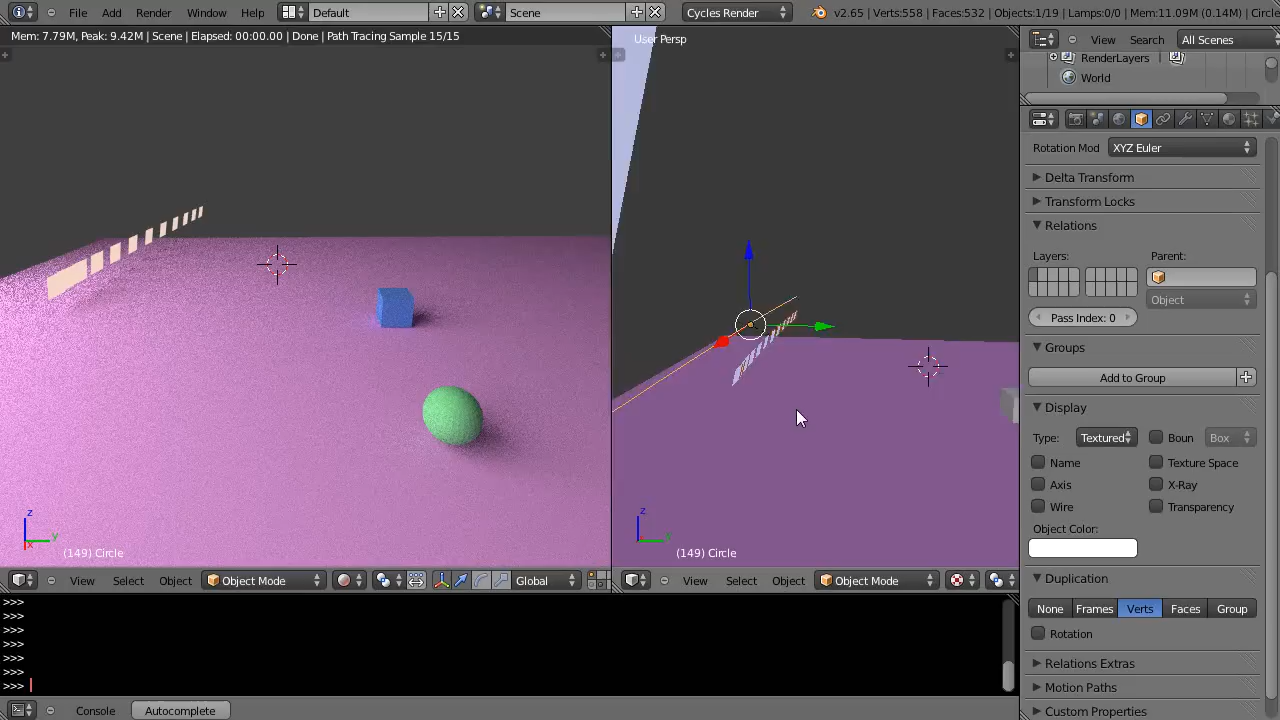 File Add Render Window Help Default Scene Cycles Render v2.65 | Verts:558 | Faces:532 | Objects:1/19 | Lamps:0/0 | Mem:11.09M (0.14M) | Circle
Mem: 7.79M, Peak: 9.42M | Scene | Elapsed: 00:00.00 | Done | Path Tracing Sample 15/15
User Persp
View Search All Scenes
RenderLayers
World
Rotation Mod XYZ Euler
Delta Transform
Transform Locks
Relations
Layers: Parent:
Object
Pass Index: 0
Groups
Add to Group
Display
Type: Textured Boun Box
Name Texture Space
Axis X-Ray
Wire Transparency
Object Color:
Duplication
None Frames Verts Faces Group
Rotation
Relations Extras
Motion Paths
Custom Properties
z
y
x
(149) Circle
z
(149) Circle
View Select Object Object Mode Global
View Select Object Object Mode
>>>
>>>
>>>
>>>
>>>
>>>
>>>
Console Autocomplete